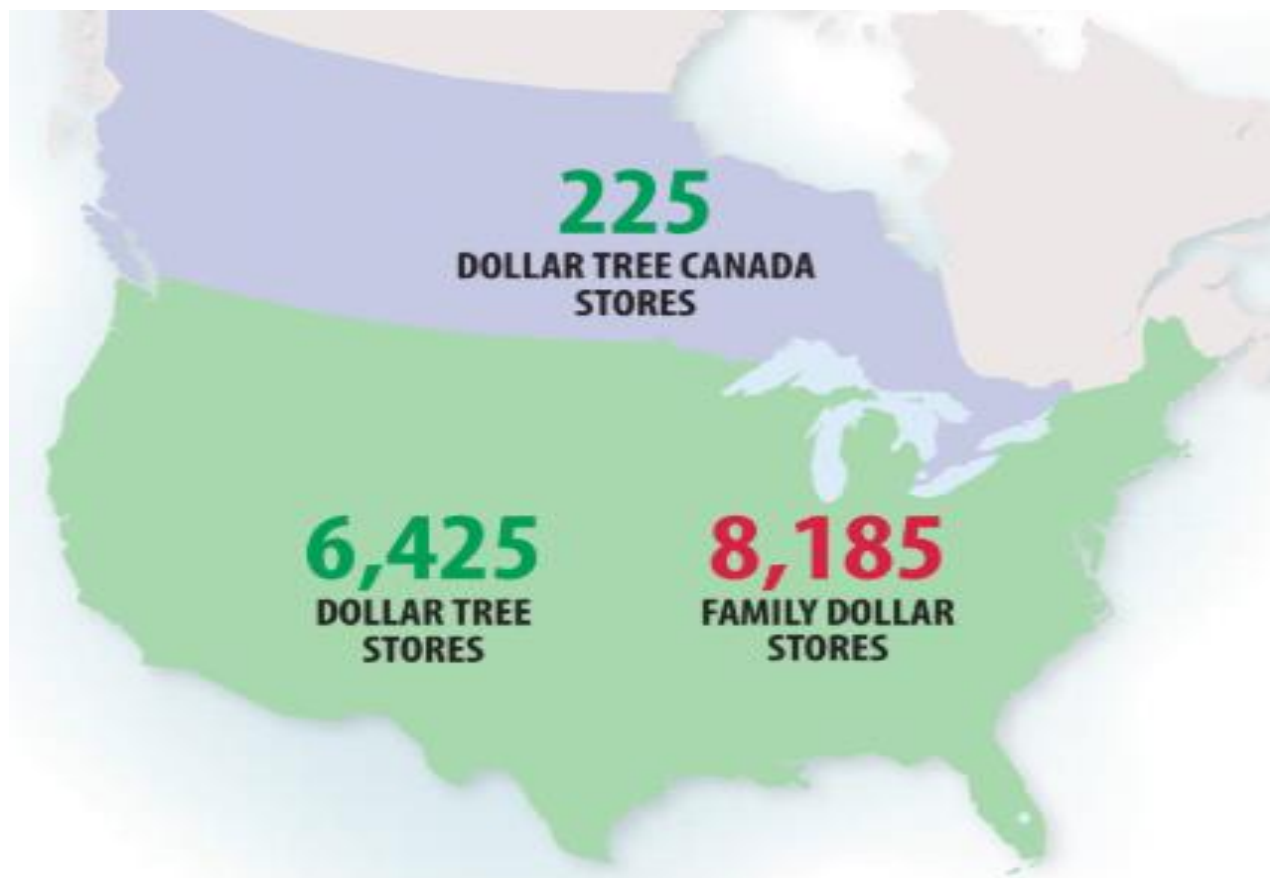 225
DOLLAR TREE CANADA
STORES
6,425
DOLLAR TREE
STORES
8,185
FAMILY DOLLAR
STORES